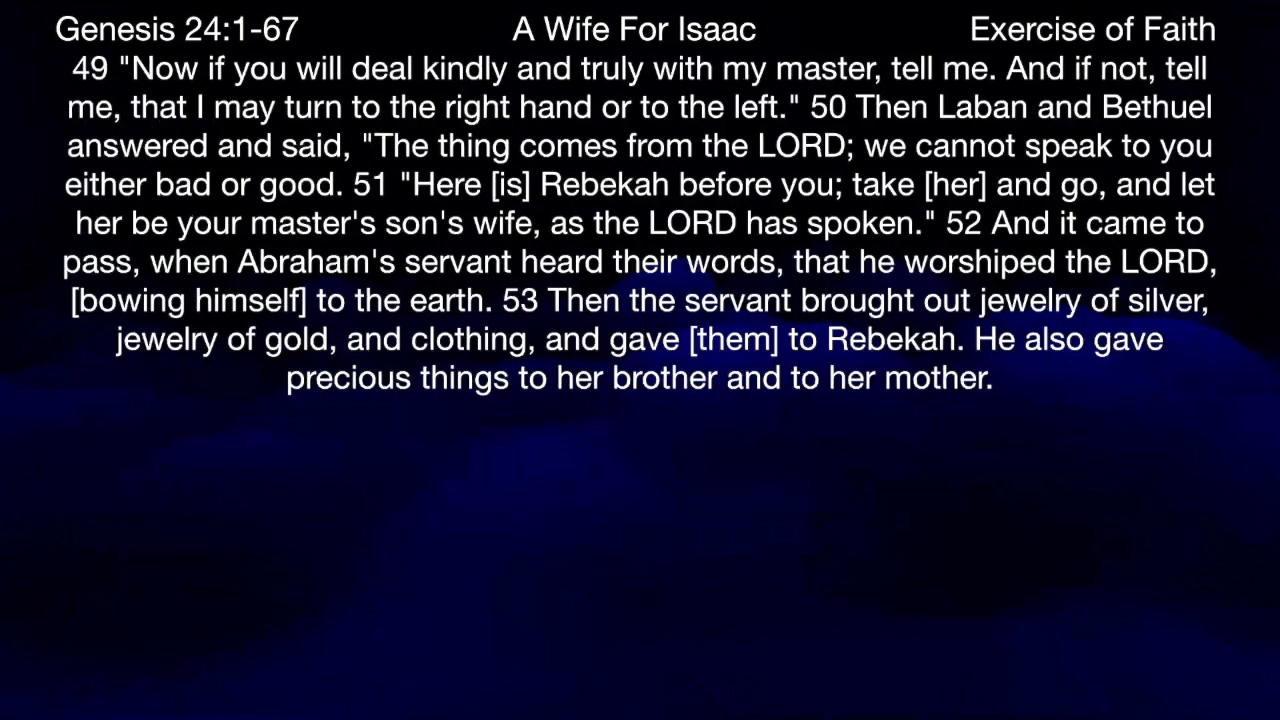 Genesis 24:1-67 A Wife For Isaac Exercise of Faith
49 "Now if you will deal kindly and truly with my master, tell me. And if not, tell
me, that I may turn to the right hand or to the left." 50 Then Laban and Bethuel
answered and said, "The thing comes from the LORD; we cannot speak to you
either bad or good. 51 "Here [is] Rebekah before you; take [her] and go, and let
her be your master's son's wife, as the LORD has spoken." 52 And it came to
pass, when Abraham's servant heard their words, that he worshiped the LORD,
[bowing himself] to the earth. 53 Then the servant brought out jewelry of silver,
jewelry of gold, and clothing, and gave [them] to Rebekah. He also gave
precious things to her brother and to her mother.